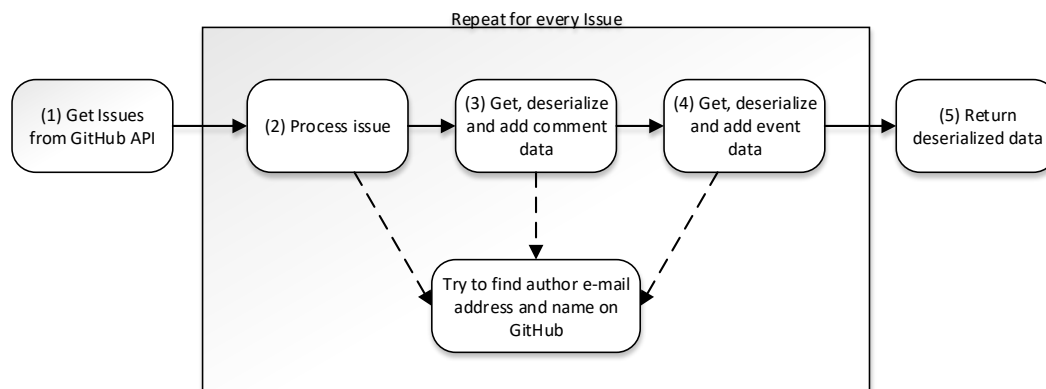 Repeat for every Issue
(1) Get Issues
from GitHub API
(2) Process issue
(3) Get, deserialize
and add comment
data
(4) Get, deserialize
and add event
data
(5) Return
deserialized data
Try to find author e-mail
address and name on
GitHub